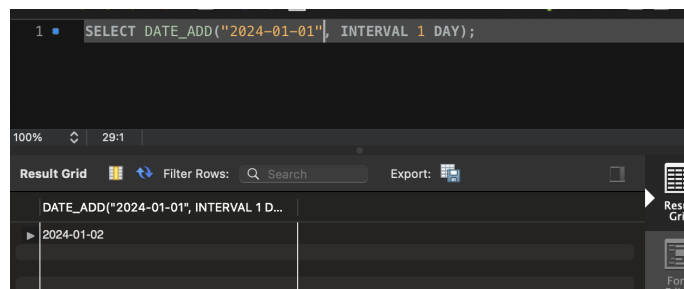 1 SELECT DATE_ADD("2024-01-01", INTERVAL 1 DAY);
100% 29:1
Result Grid Filter Rows: Search Export:
DATE_ADD("2024-01-01", INTERVAL 1 D...
2024-01-02